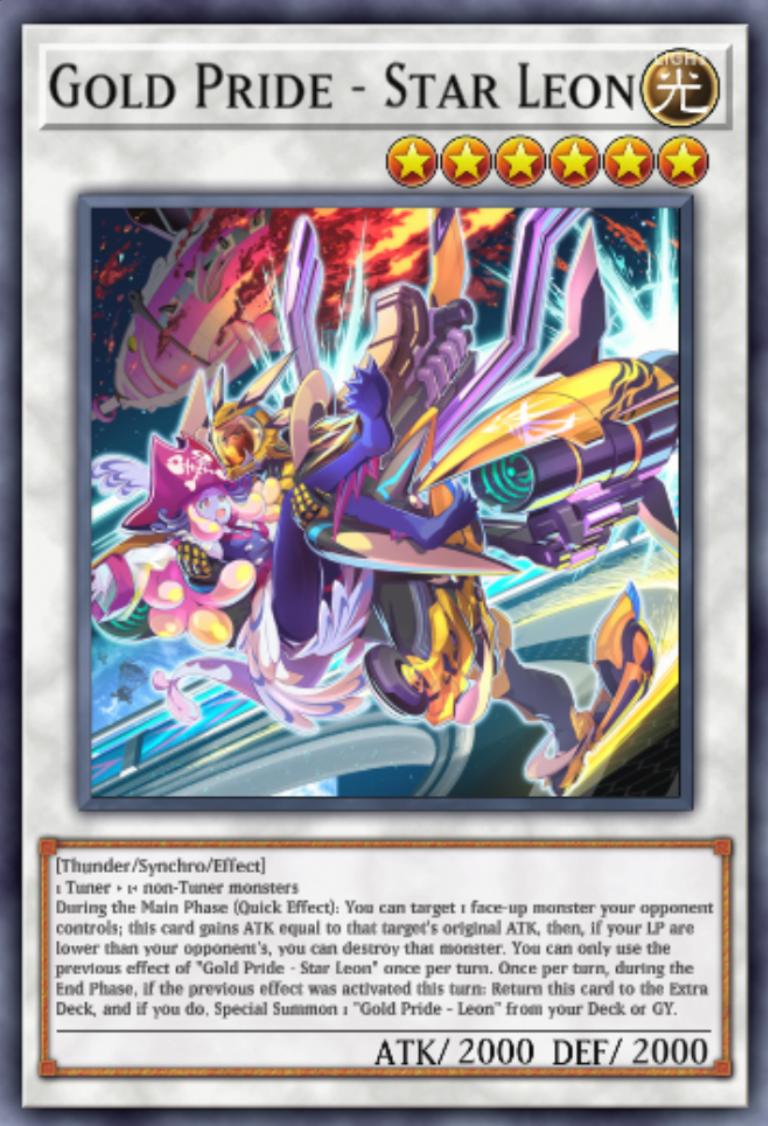 GOLD PRIDE - STAR LEON
LIGHT
光
[Thunder/Synchro/Effect]
1 Tuner + 1+ non-Tuner monsters
During the Main Phase (Quick Effect): You can target 1 face-up monster your opponent
controls; this card gains ATK equal to that target's original ATK, then, if your LP are
lower than your opponent's, you can destroy that monster. You can only use the
previous effect of "Gold Pride - Star Leon" once per turn. Once per turn, during the
End Phase, if the previous effect was activated this turn: Return this card to the Extra
Deck, and if you do, Special Summon 1 "Gold Pride - Leon" from your Deck or GY.
ATK/ 2000 DEF/ 2000